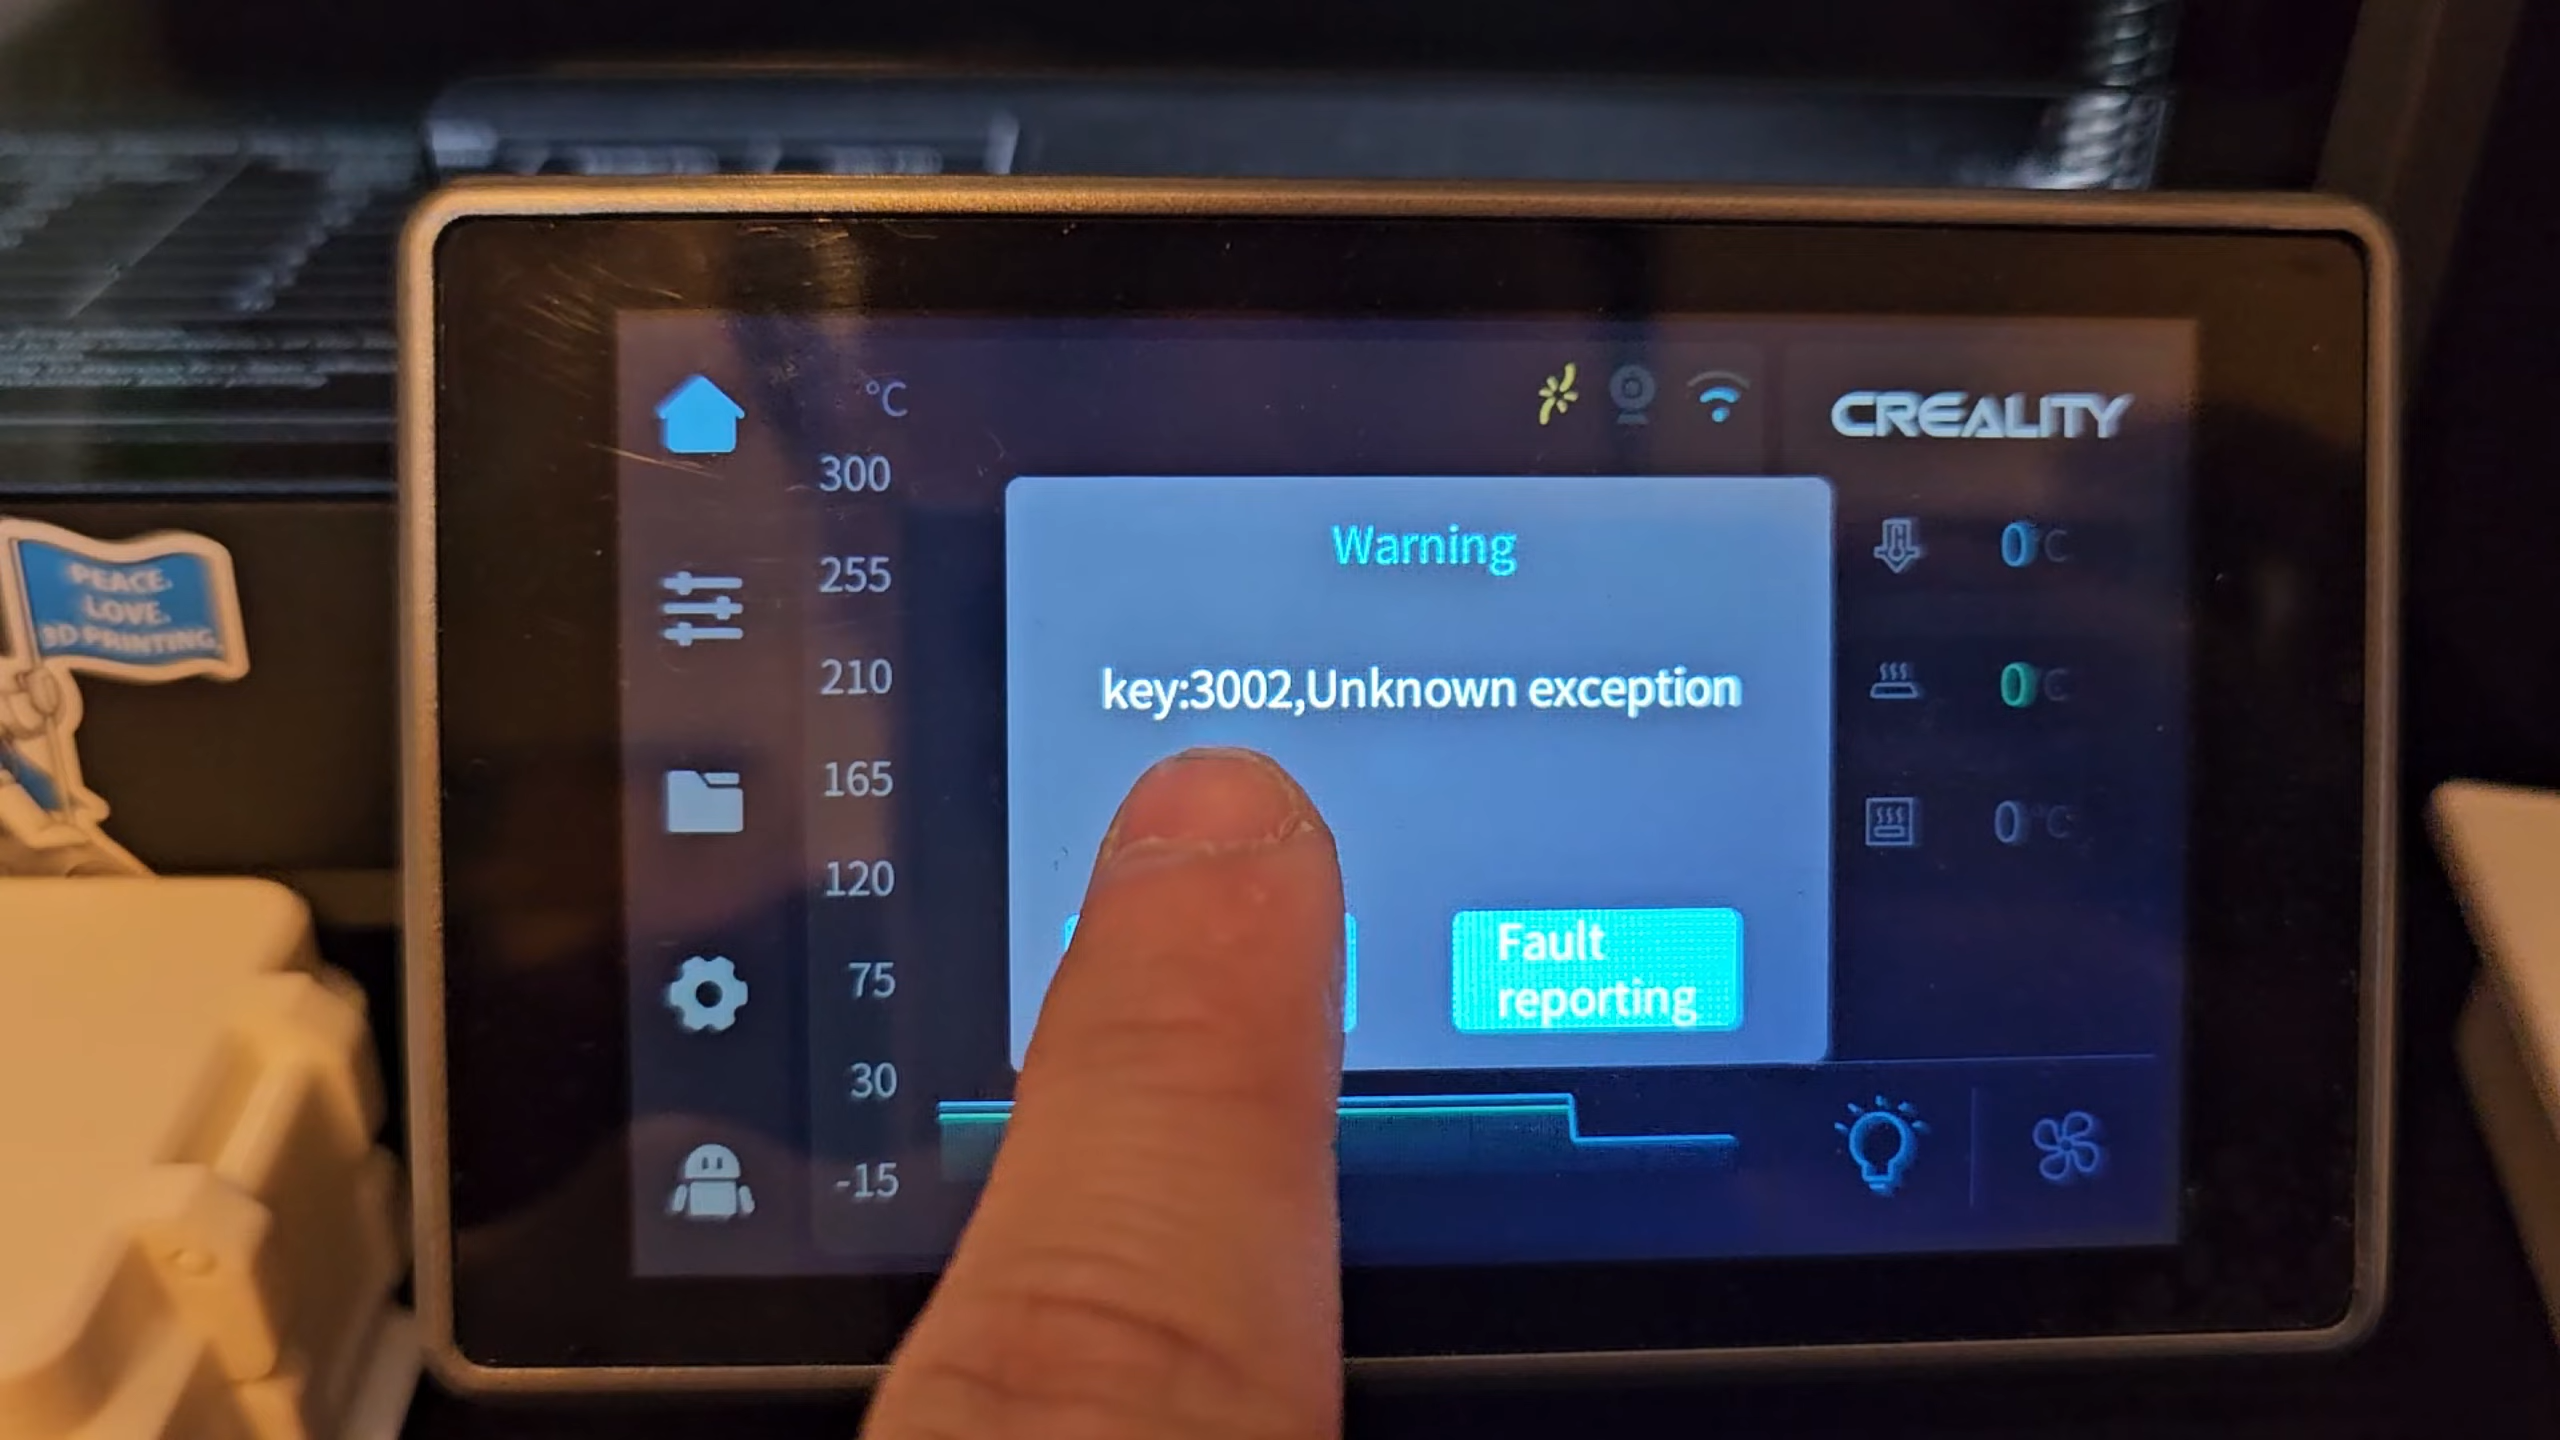 °C
CREALITY
300
Warning
0°C
255
PEACE.
LOVE.
3D PRINTING.
210
key:3002,Unknown exception
0°C
165
0°C
120
Fault
reporting
75
30
-15